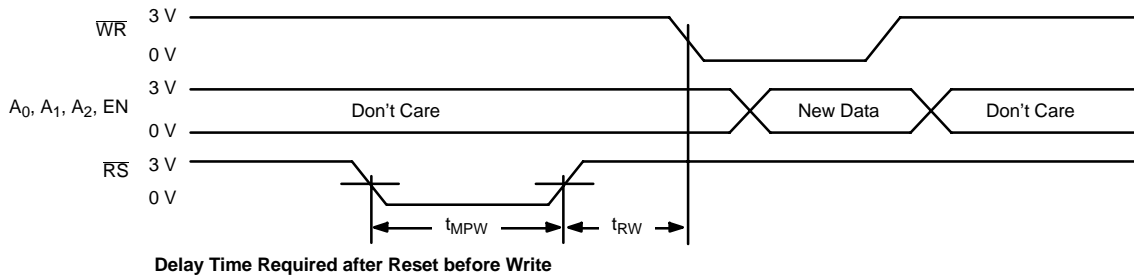 WR 3 V
0 V
A0, A1, A2, EN 3 V
Don't Care New Data Don't Care
0 V
RS 3 V
0 V
tMPW tRW
Delay Time Required after Reset before Write